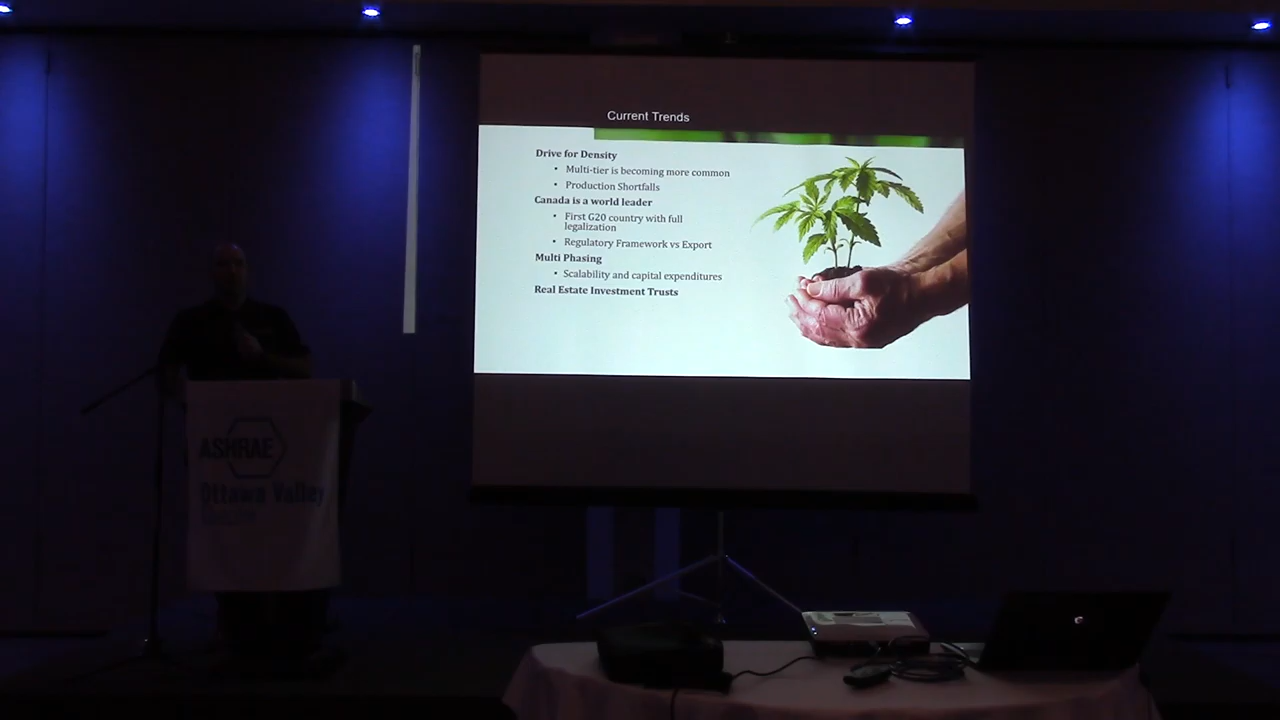 Current Trends
Drive for Density
• Multi-tier is becoming more common
• Production Shortfalls
Canada is a world leader
• First G20 country with full
legalization
• Regulatory Framework vs Export
Multi Phasing
• Scalability and capital expenditures
Real Estate Investment Trusts
ASHRAE
Ottawa Valley